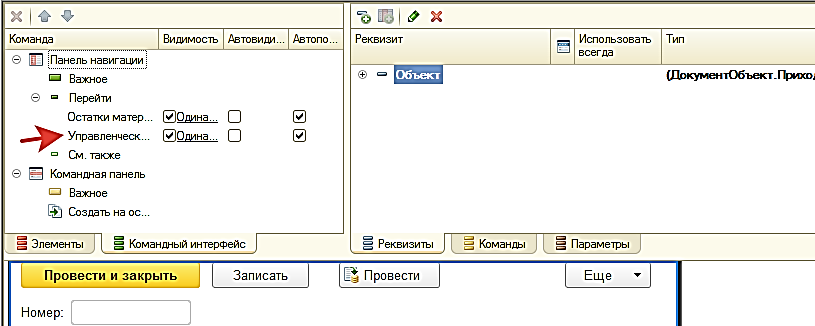 Команда Видимость Автовиди... Автопо...
Панель навигации
Важное
Перейти
Остатки матер... Одина...
Управленческ... Одина...
См. также
Командная панель
Важное
Создать на ос...
Элементы Командный интерфейс
Реквизит Использовать всегда Тип
Объект (ДокументОбъект.Приход
Реквизиты Команды Параметры
Провести и закрыть Записать Провести Еще
Номер: